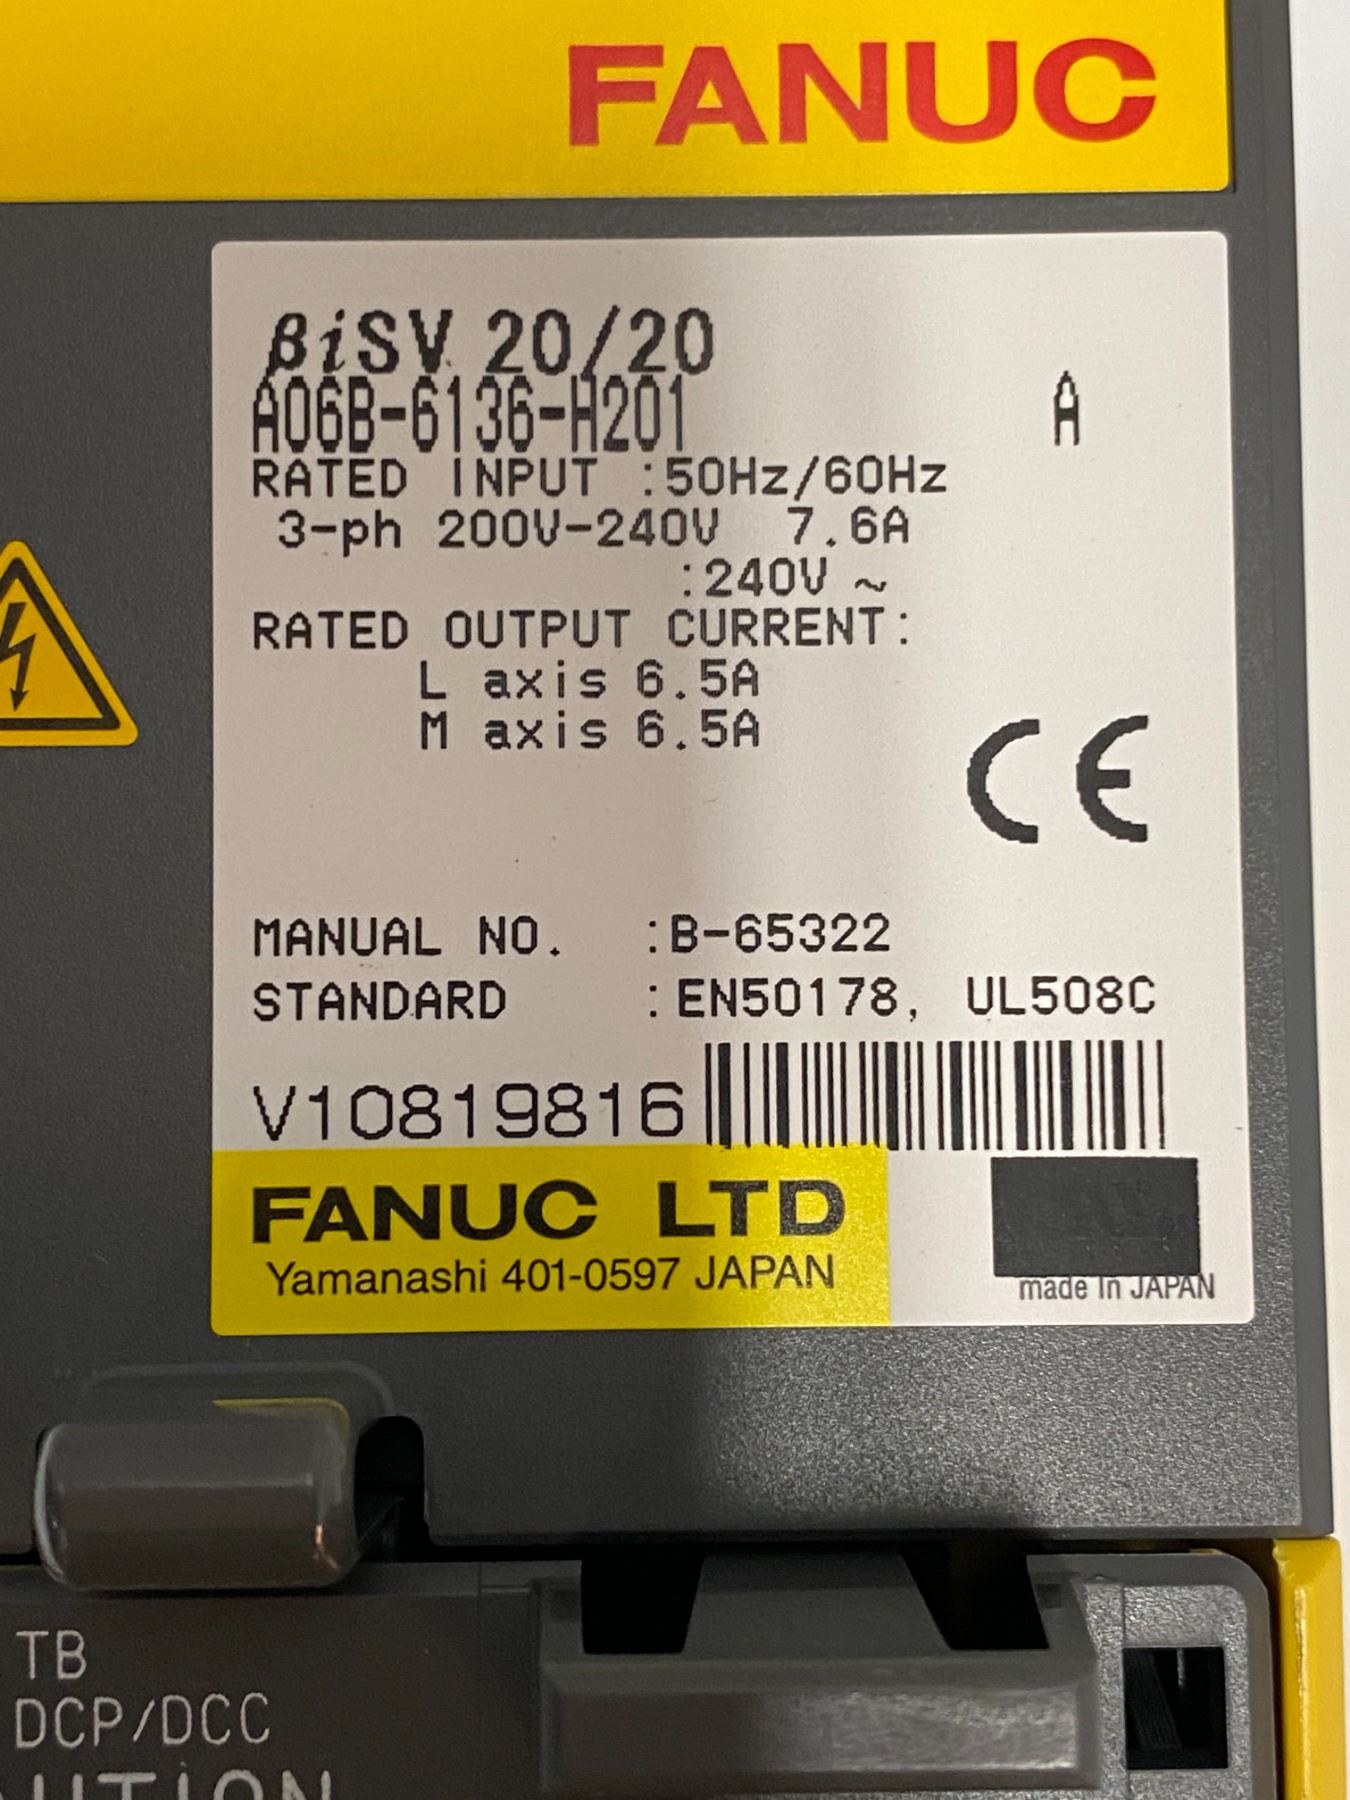 FANUC
βiSV 20/20
A06B-6136-H201 A
RATED INPUT :50Hz/60Hz
3-ph 200V-240V 7.6A
:240V ~
RATED OUTPUT CURRENT:
L axis 6.5A
M axis 6.5A
CE
MANUAL NO. :B-65322
STANDARD :EN50178, UL508C
V10819816
FANUC LTD
Yamanashi 401-0597 JAPAN
made in JAPAN
TB
DCP/DCC